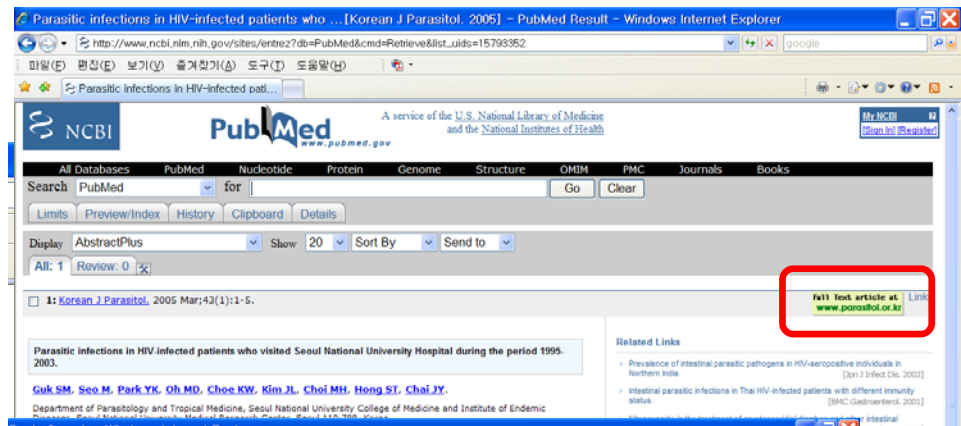 Parasitic infections in HIV-infected patients who ...[Korean J Parasitol. 2005] - PubMed Result - Windows Internet Explorer
http://www.ncbi.nlm.nih.gov/sites/entrez?db=PubMed&cmd=Retrieve&list_uids=15793352
google
파일(F) 편집(E) 보기(V) 즐겨찾기(A) 도구(T) 도움말(H)
Parasitic infections in HIV-infected pati...
NCBI
PubMed
www.pubmed.gov
A service of the U.S. National Library of Medicine
and the National Institutes of Health
My NCBI
[Sign In] [Register]
All Databases PubMed Nucleotide Protein Genome Structure OMIM PMC Journals Books
Search PubMed for Go Clear
Limits Preview/Index History Clipboard Details
Display AbstractPlus Show 20 Sort By Send to
All: 1 Review: 0
1: Korean J Parasitol. 2005 Mar;43(1):1-5.
Full Text article at
www.parasitol.or.kr
Link
Parasitic infections in HIV-infected patients who visited Seoul National University Hospital during the period 1995-
2003.
Guk SM, Seo M, Park YK, Oh MD, Choe KW, Kim JL, Choi MH, Hong ST, Chai JY.
Department of Parasitology and Tropical Medicine, Seoul National University College of Medicine and Institute of Endemic
Related Links
Prevalence of intestinal parasitic pathogens in HIV-seropositive individuals in
Northern India.
[Jpn J Infect Dis. 2002]
Intestinal parasitic infections in Thai HIV-infected patients with different immunity
status.
[BMC Gastroenterol. 2001]